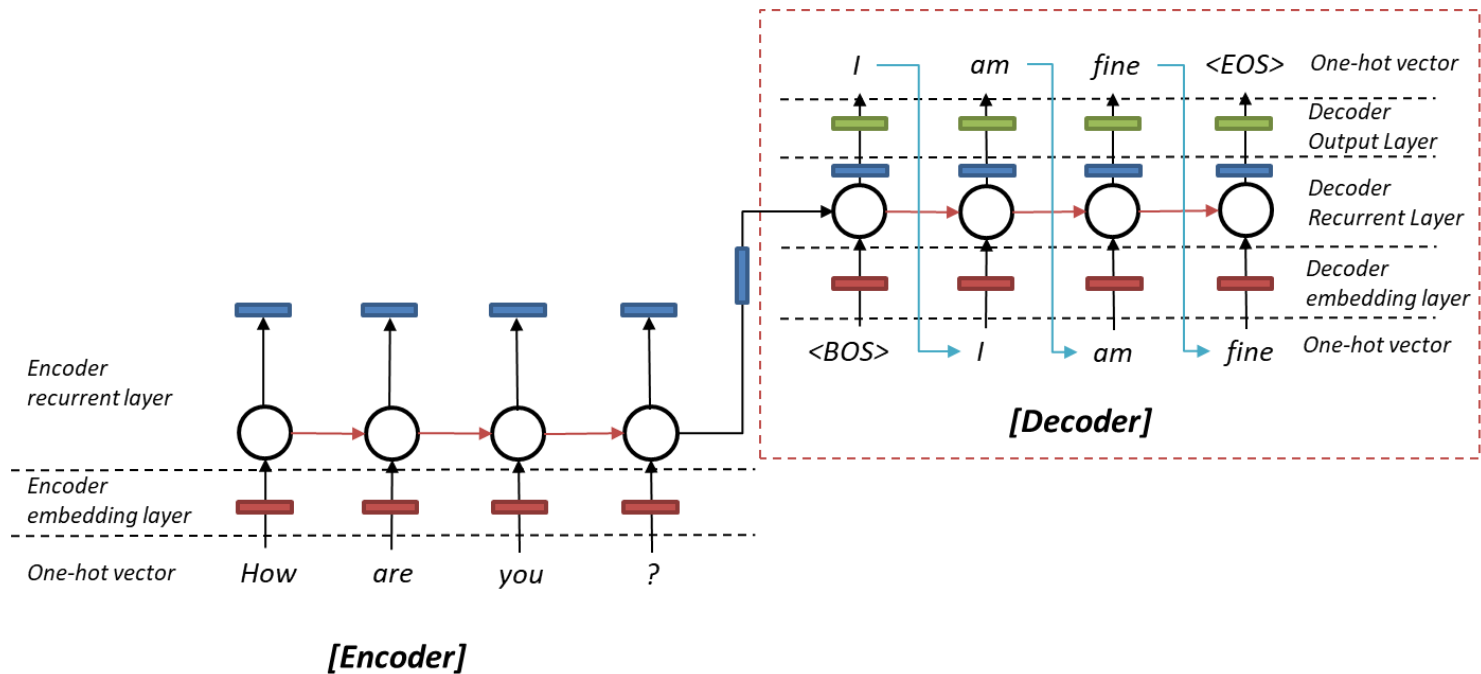 I am fine <EOS> One-hot vector
Decoder
Output Layer
Decoder
Recurrent Layer
Decoder
embedding layer
<BOS> I am fine One-hot vector
[Decoder]
Encoder
recurrent layer
Encoder
embedding layer
One-hot vector How are you ?
[Encoder]